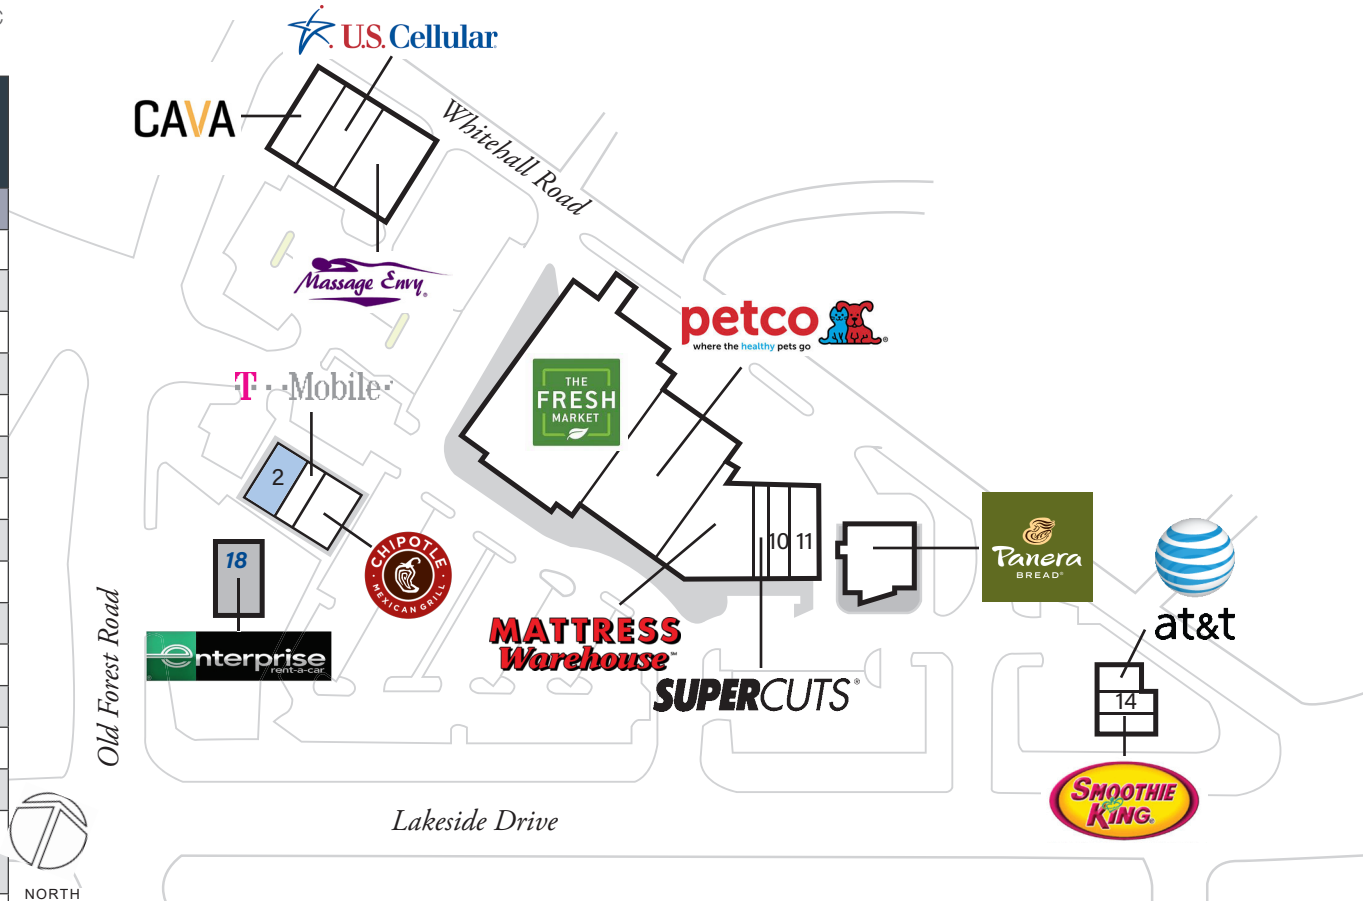 U.S. Cellular
CAVA
Whitehall Road
Massage Envy®
petco
where the healthy pets go ®
T··Mobile·
THE
FRESH
MARKET
2
10 11
18
CHIPOTLE
MEXICAN GRILL
Panera
BREAD®
at&t
enterprise
rent-a-car
MATTRESS
Warehouse℠
SUPERCUTS®
14
Old Forest Road
SMOOTHIE
KING®
Lakeside Drive
NORTH